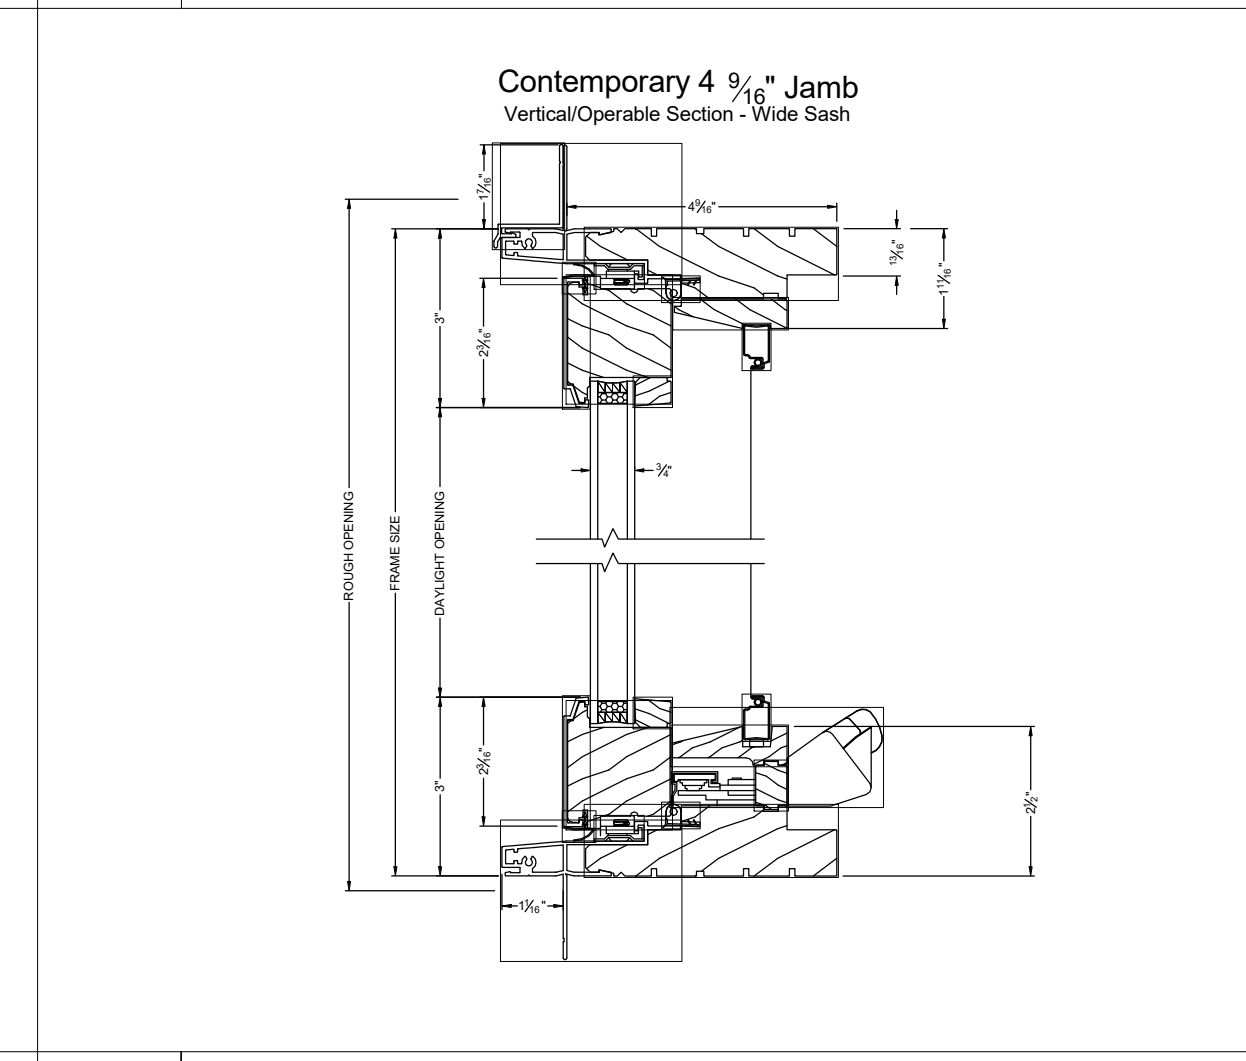 Contemporary 4 9⁄16" Jamb
Vertical/Operable Section - Wide Sash
1 7⁄16"
4 9⁄16"
13⁄16"
1 11⁄16"
3"
2 3⁄16"
3⁄4"
ROUGH OPENING
FRAME SIZE
DAYLIGHT OPENING
2 3⁄16"
3"
2 1⁄2"
1 1⁄16"